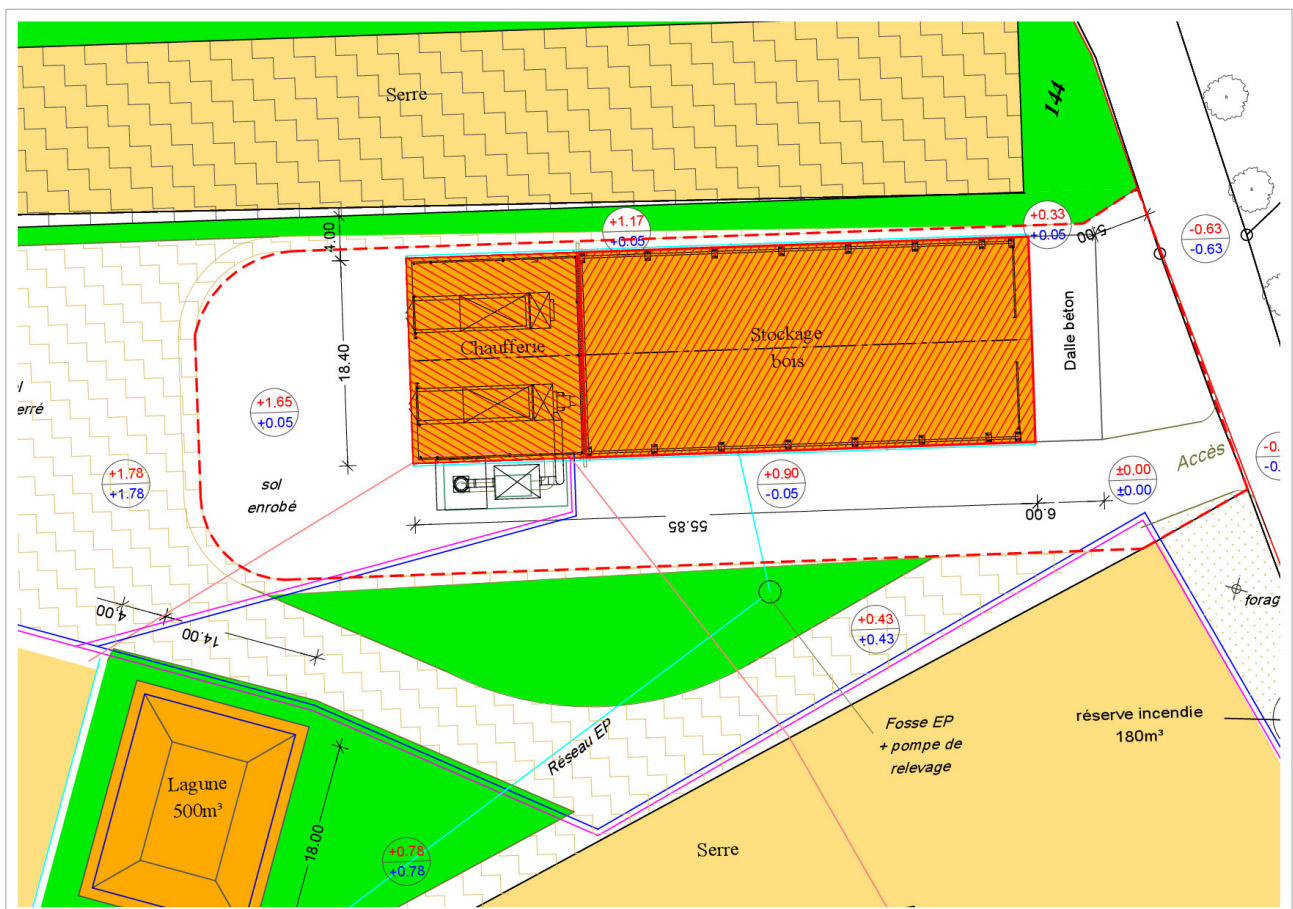 Serre
144
+1.17
+0.05
+0.33
+0.05
5.00
-0.63
-0.63
4.00
18.40
Chaufferie
Stockage
bois
Dalle béton
+1.65
+0.05
erré
+1.78
+1.78
sol
enrobé
+0.90
-0.05
±0.00
±0.00
Accès
55.85
6.00
4.00
14.00
+0.43
+0.43
forag
Réseau EP
Fosse EP
+ pompe de
relevage
réserve incendie
180m³
Lagune
500m³
18.00
+0.78
+0.78
Serre